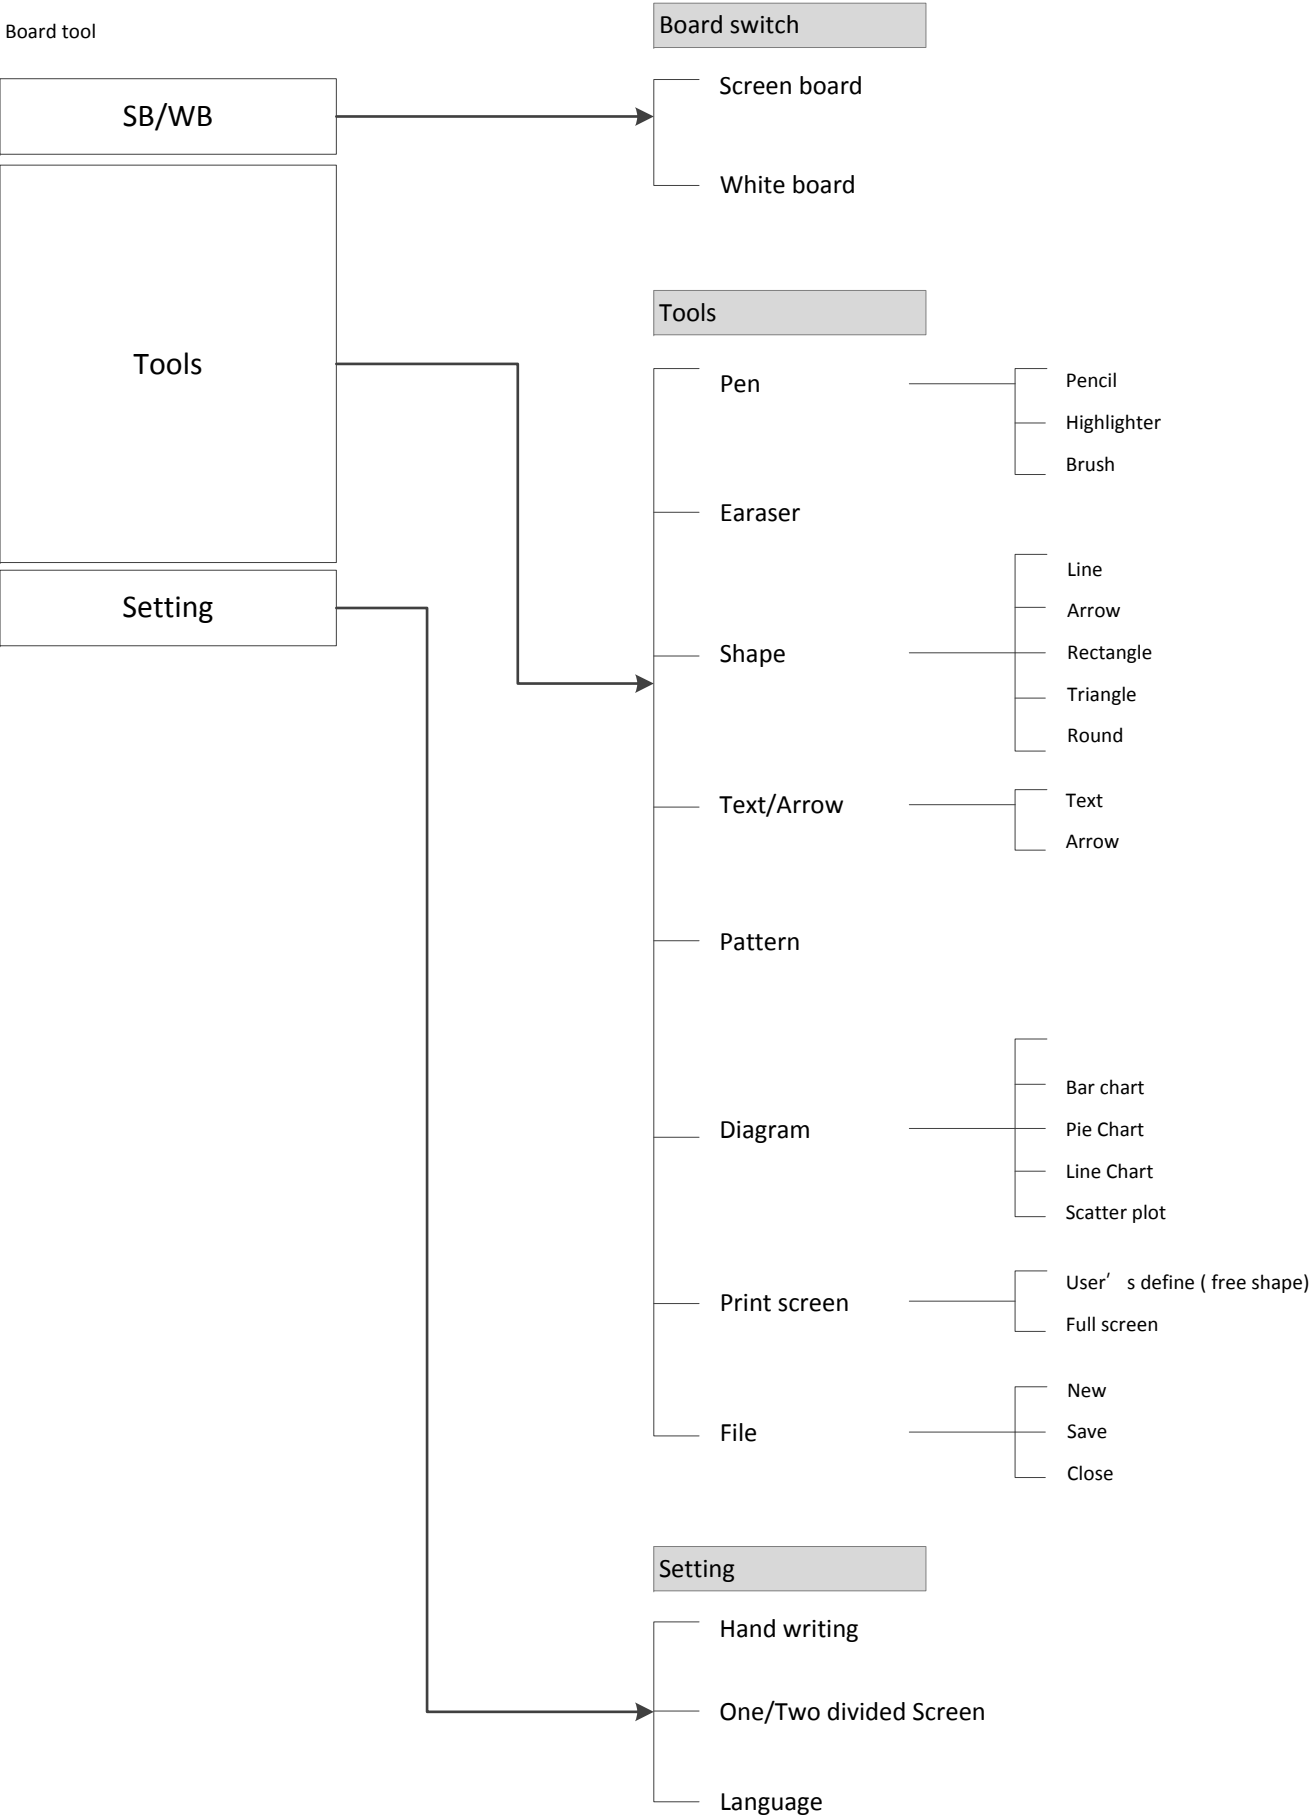 Board tool
SB/WB
Tools
Setting
Board switch
Screen board
White board
Tools
Pen
Pencil
Highlighter
Brush
Earaser
Shape
Line
Arrow
Rectangle
Triangle
Round
Text/Arrow
Text
Arrow
Pattern
Diagram
Bar chart
Pie Chart
Line Chart
Scatter plot
Print screen
User’ s define ( free shape)
Full screen
File
New
Save
Close
Setting
Hand writing
One/Two divided Screen
Language